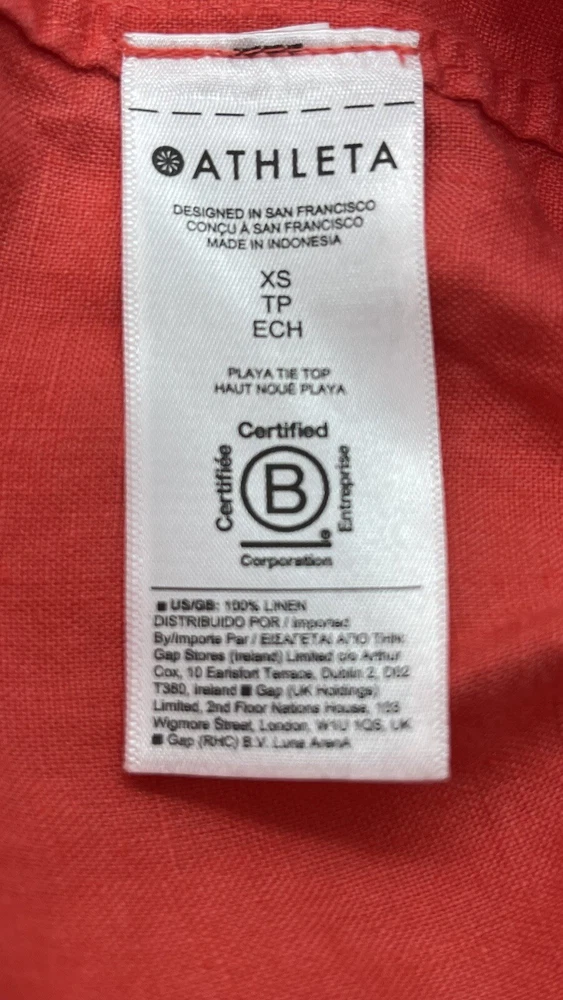 ATHLETA
DESIGNED IN SAN FRANCISCO
CONÇU À SAN FRANCISCO
MADE IN INDONESIA
XS
TP
ECH
PLAYA TIE TOP
HAUT NOUÉ PLAYA
Certified
Certifiée
B
Entreprise
Corporation
■ US/GB: 100% LINEN
DISTRIBUIDO POR / Imported
By/Importe Par / ΕΙΣΑΓΕΤΑΙ ΑΠΟ ΤΗΝ:
Gap Stores (Ireland) Limited c/o Arthur
Cox, 10 Earlsfort Terrace, Dublin 2, D02
T380, Ireland ■ Gap (UK Holdings)
Limited, 2nd Floor Nations House, 103
Wigmore Street, London, W1U 1QS, UK
■ Gap (RHC) B.V. Luna ArenA